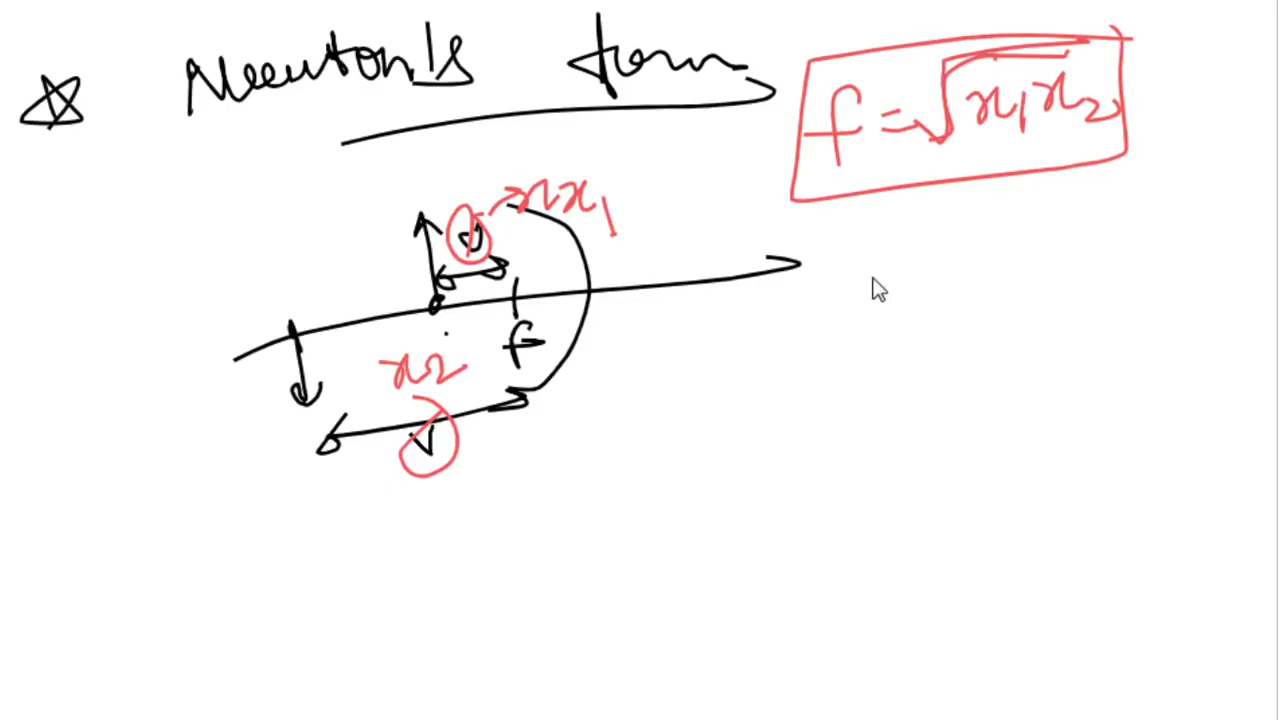 Newton's form
f = √x₁x₂
x₁
f
x2
v